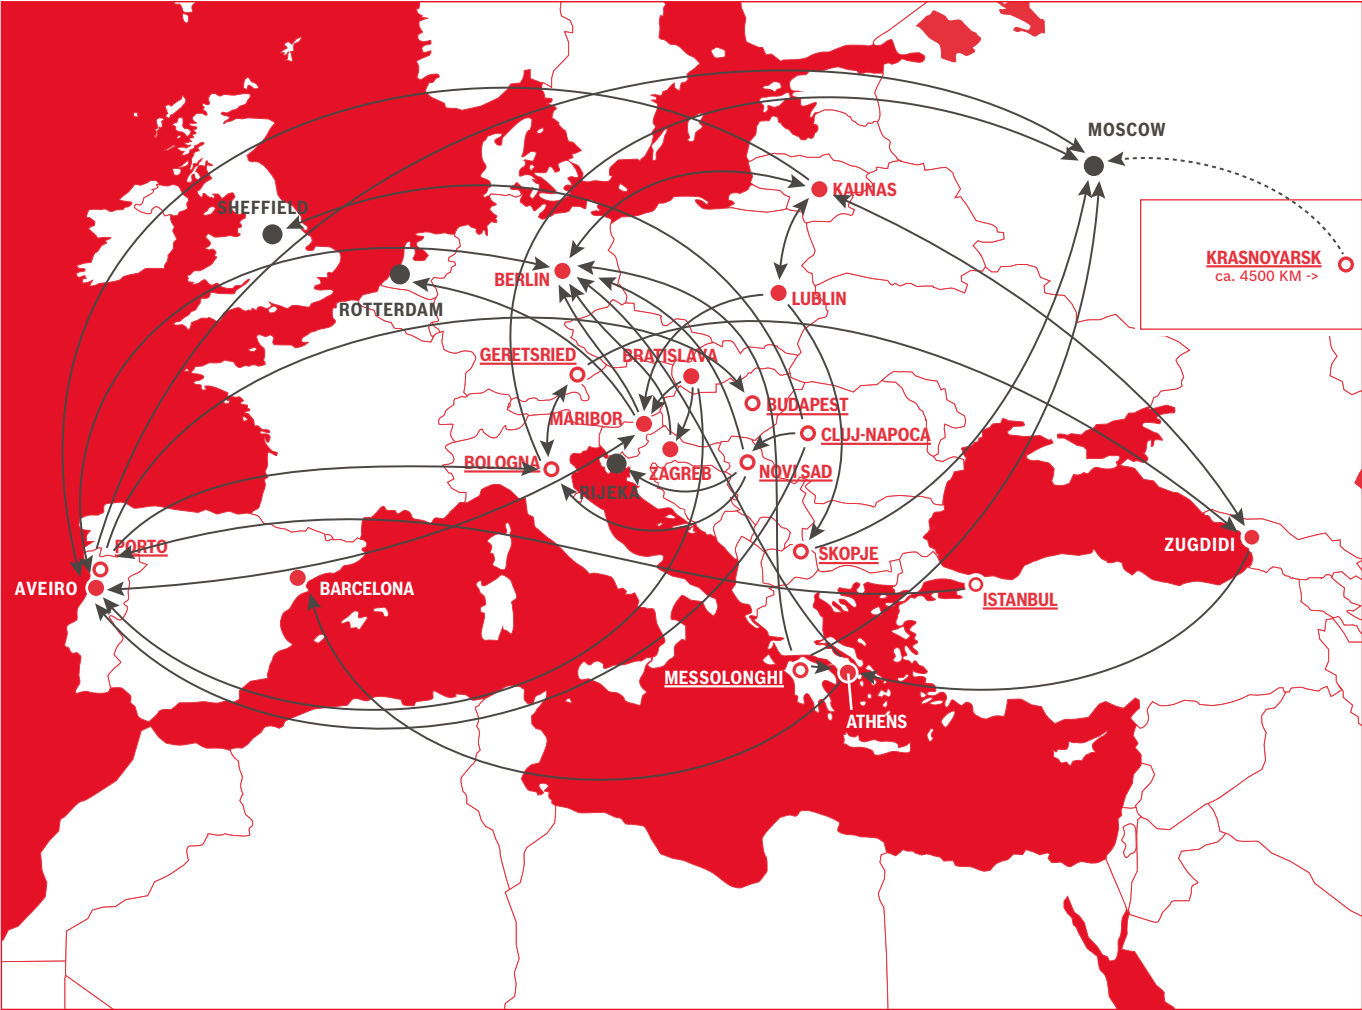 MOSCOW
KAUNAS
SHEFFIELD
KRASNOYARSK
ca. 4500 KM ->
BERLIN
LUBLIN
ROTTERDAM
GERETSRIED
BRATISLAVA
BUDAPEST
MARIBOR
CLUJ-NAPOCA
BOLOGNA
ZAGREB
NOVI SAD
RIJEKA
PORTO
ZUGDIDI
SKOPJE
AVEIRO
BARCELONA
ISTANBUL
MESSOLONGHI
ATHENS